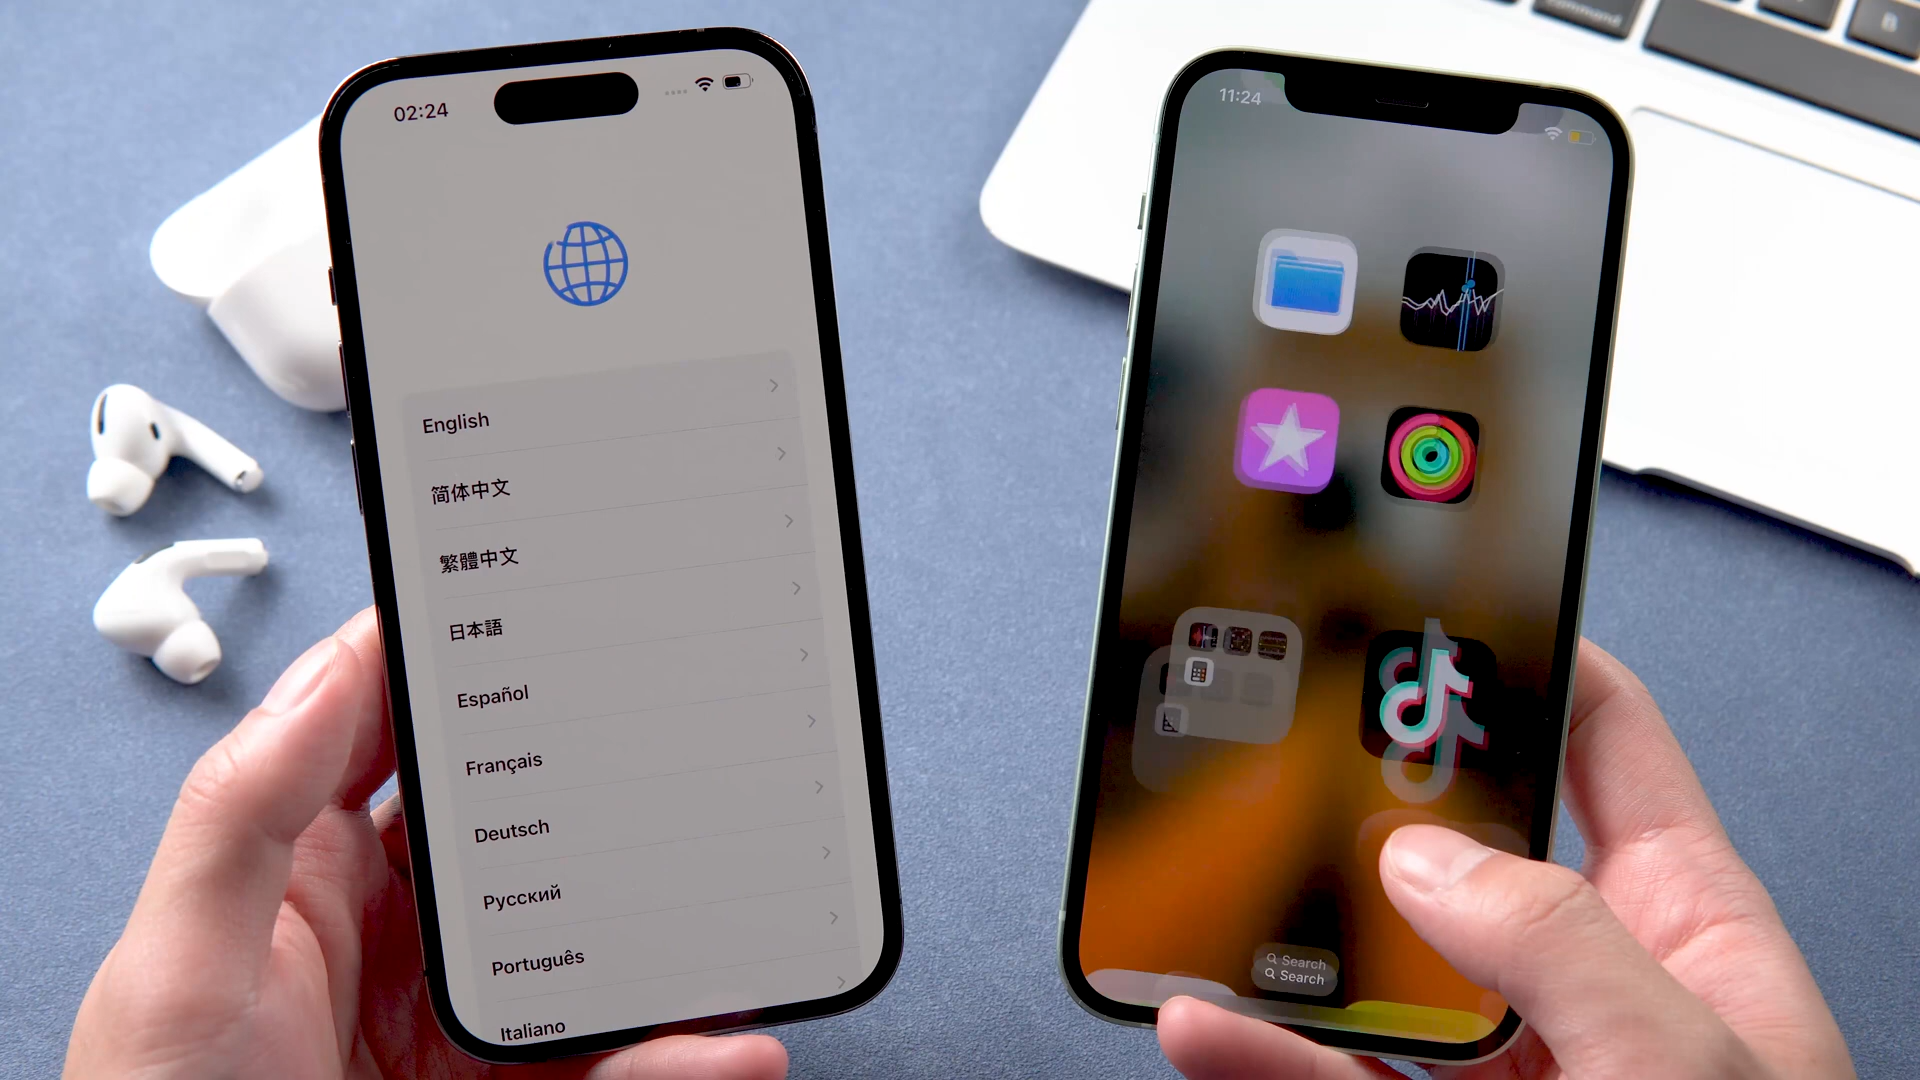 02:24
English
简体中文
繁體中文
日本語
Español
Français
Deutsch
Русский
Português
Italiano
11:24
Search
Search
command
B